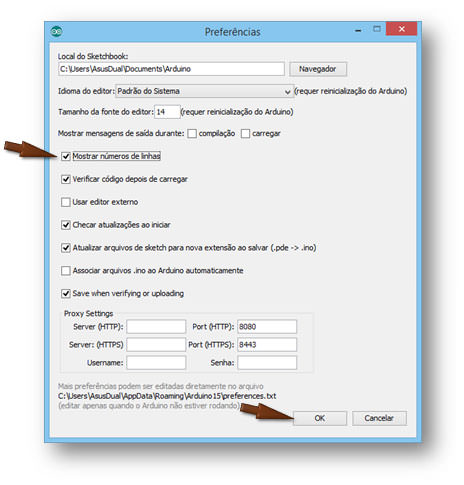 Preferências
Local do Sketchbook:
C:\Users\AsusDual\Documents\Arduino Navegador
Idioma do editor: Padrão do Sistema (requer reinicialização do Arduino)
Tamanho da fonte do editor: 14 (requer reinicialização do Arduino)
Mostrar mensagens de saída durante: compilação carregar
Mostrar números de linhas
Verificar código depois de carregar
Usar editor externo
Checar atualizações ao iniciar
Atualizar arquivos de sketch para nova extensão ao salvar (.pde -> .ino)
Associar arquivos .ino ao Arduino automaticamente
Save when verifying or uploading
Proxy Settings
Server (HTTP): Port (HTTP): 8080
Server: (HTTPS) Port (HTTPS): 8443
Username: Senha:
Mais preferências podem ser editadas diretamente no arquivo
C:\Users\AsusDual\AppData\Roaming\Arduino15\preferences.txt
(editar apenas quando o Arduino não estiver rodando)
OK Cancelar